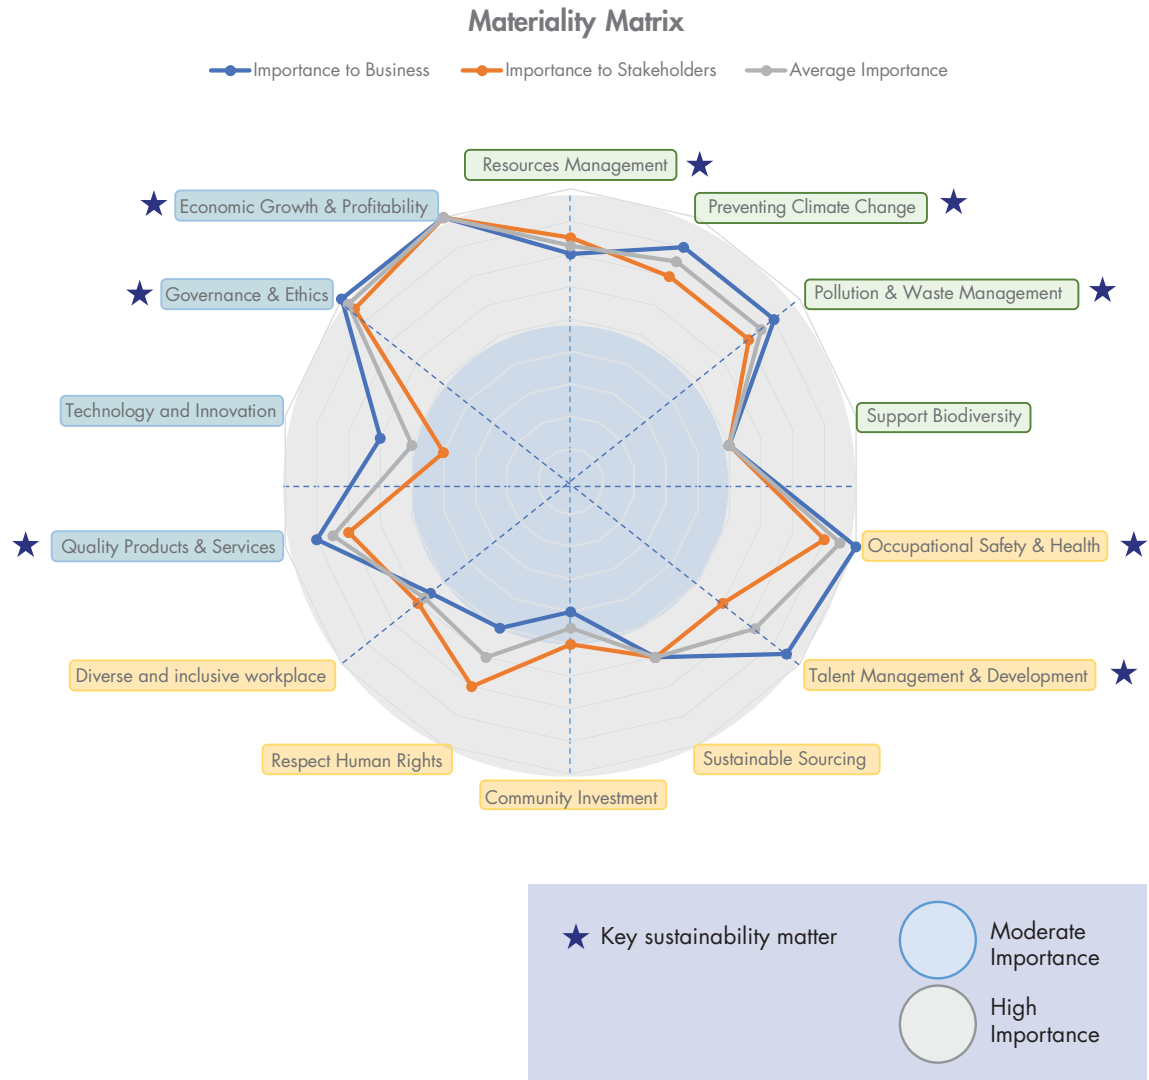 Materiality Matrix
Importance to Business
Importance to Stakeholders
Average Importance
Resources Management
Economic Growth & Profitability
Preventing Climate Change
Governance & Ethics
Pollution & Waste Management
Technology and Innovation
Support Biodiversity
Quality Products & Services
Occupational Safety & Health
Diverse and inclusive workplace
Talent Management & Development
Respect Human Rights
Sustainable Sourcing
Community Investment
Key sustainability matter
Moderate
Importance
High
Importance